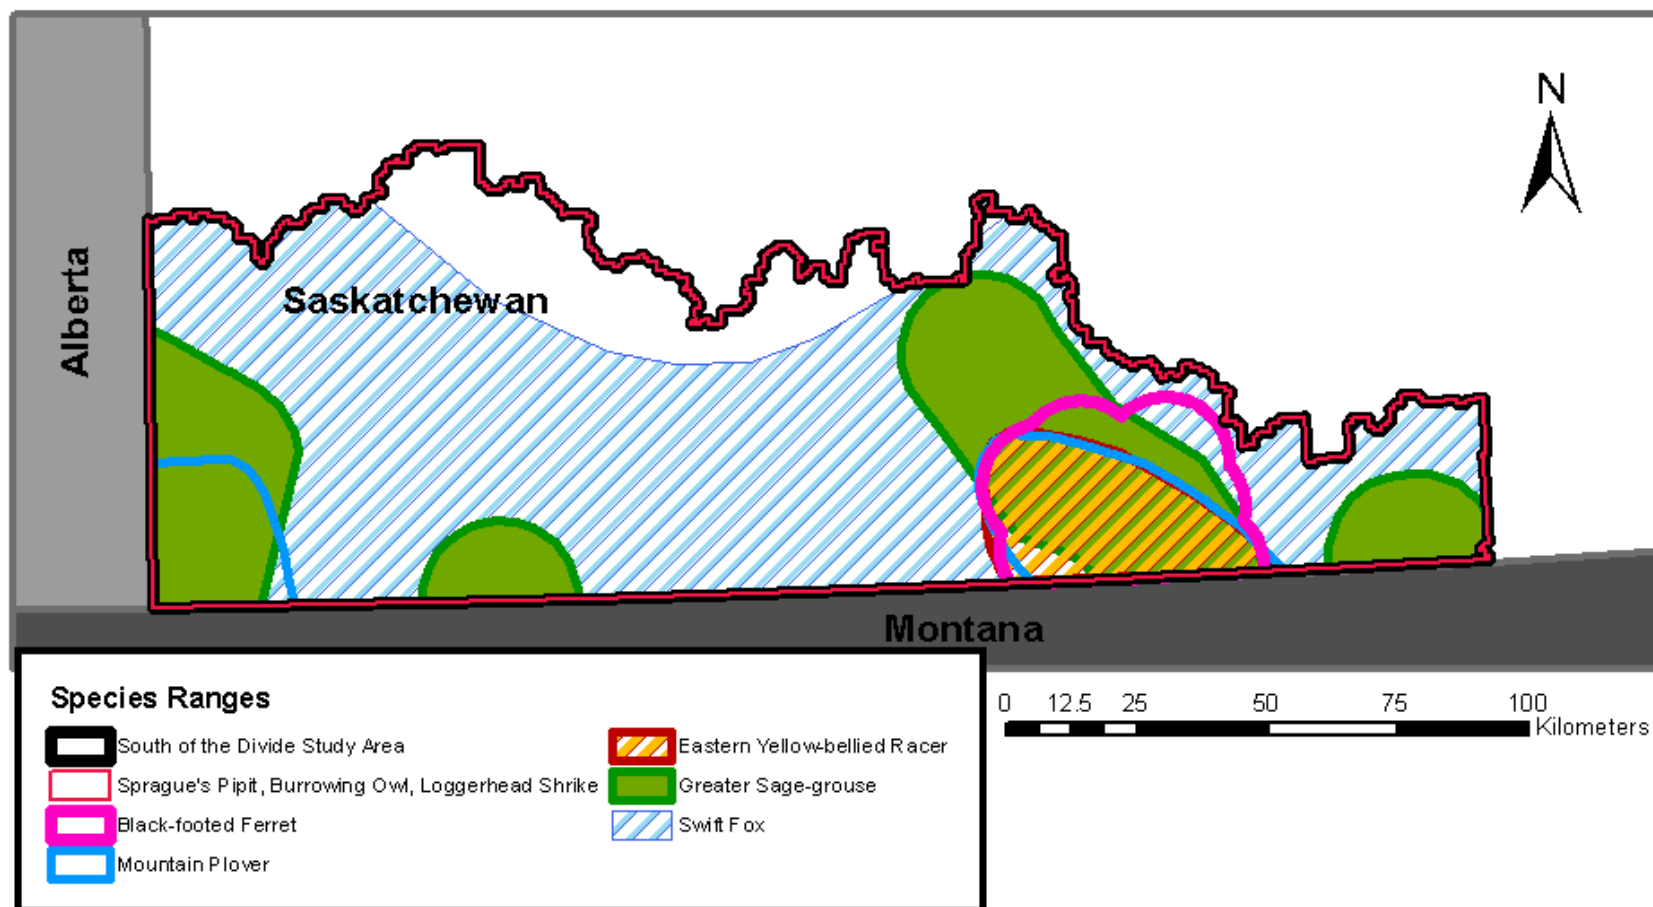 N
Alberta
Saskatchewan
Montana
Species Ranges
South of the Divide Study Area
Sprague's Pipit, Burrowing Owl, Loggerhead Shrike
Black-footed Ferret
Mountain Plover
Eastern Yellow-bellied Racer
Greater Sage-grouse
Swift Fox
0 12.5 25 50 75 100
Kilometers